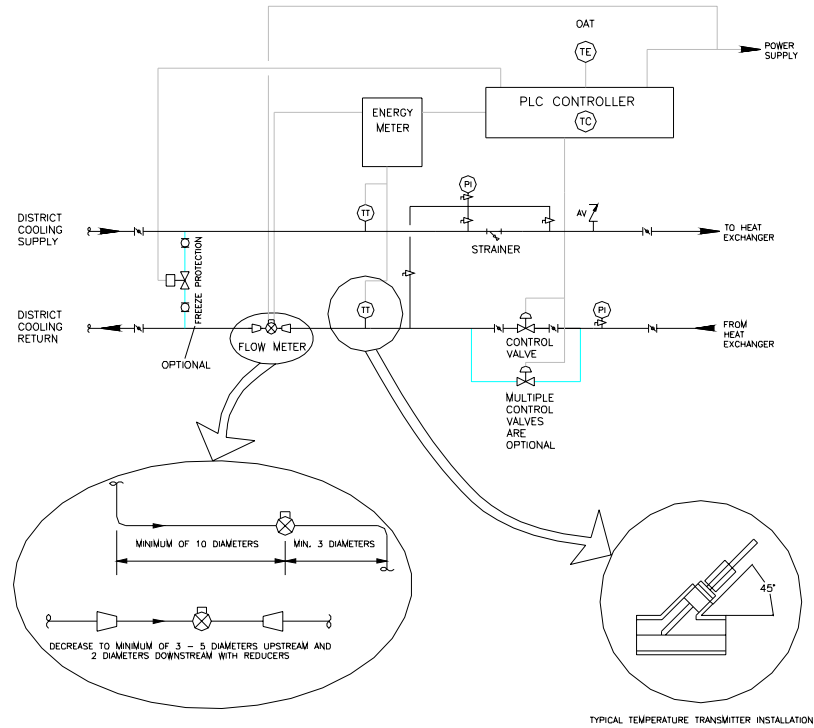 OAT
TE
POWER
SUPPLY
PLC CONTROLLER
TC
ENERGY
METER
PI
AV
TT
DISTRICT
COOLING
SUPPLY
STRAINER
TO HEAT
EXCHANGER
FREEZE PROTECTION
TT
PI
DISTRICT
COOLING
RETURN
FLOW METER
CONTROL
VALVE
FROM
HEAT
EXCHANGER
OPTIONAL
MULTIPLE
CONTROL
VALVES
ARE
OPTIONAL
MINIMUM OF 10 DIAMETERS
MIN. 3 DIAMETERS
45°
DECREASE TO MINIMUM OF 3 - 5 DIAMETERS UPSTREAM AND
2 DIAMETERS DOWNSTREAM WITH REDUCERS
TYPICAL TEMPERATURE TRANSMITTER INSTALLATION